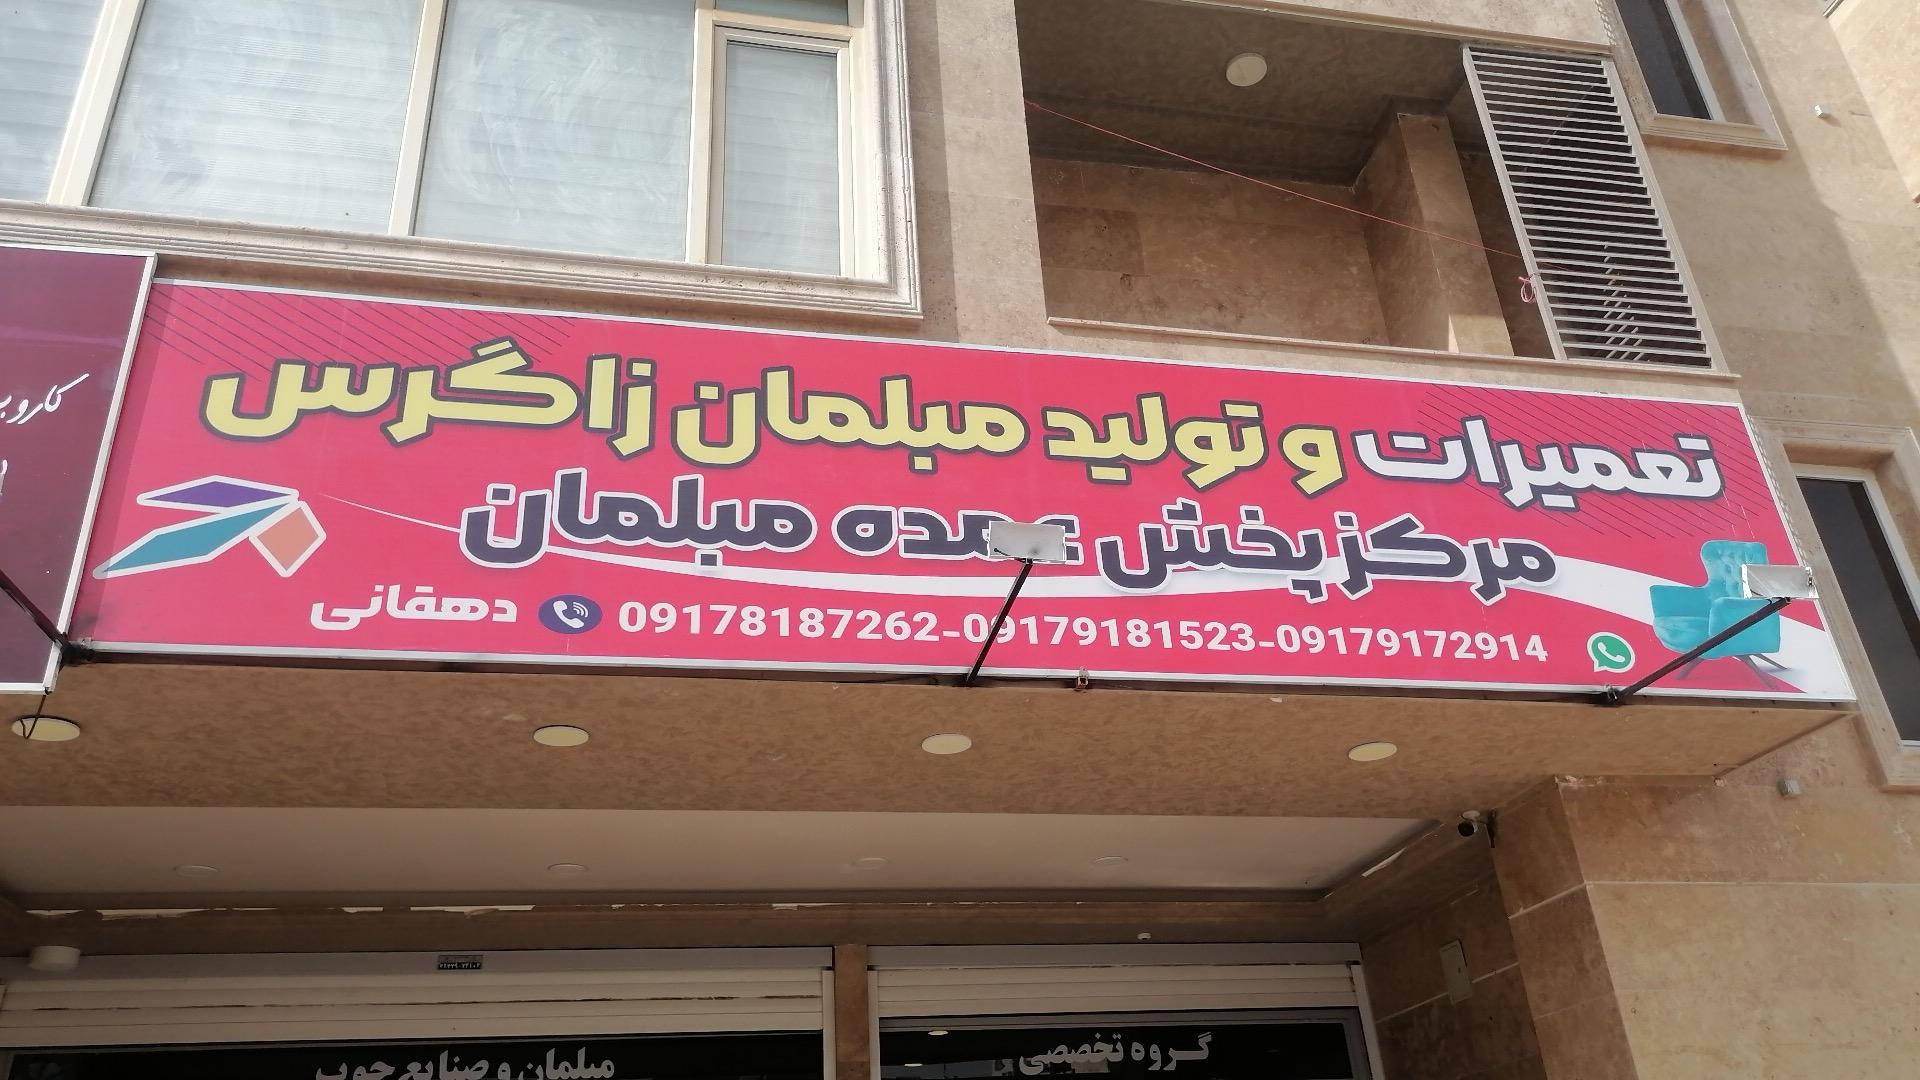 تعمیرات و تولید مبلمان زاگرس
مرکز پخش عمده مبلمان
09178187262-09179181523-09179172914
دهقانی
گروه تخصصی
مبلمان و صنایع چوب